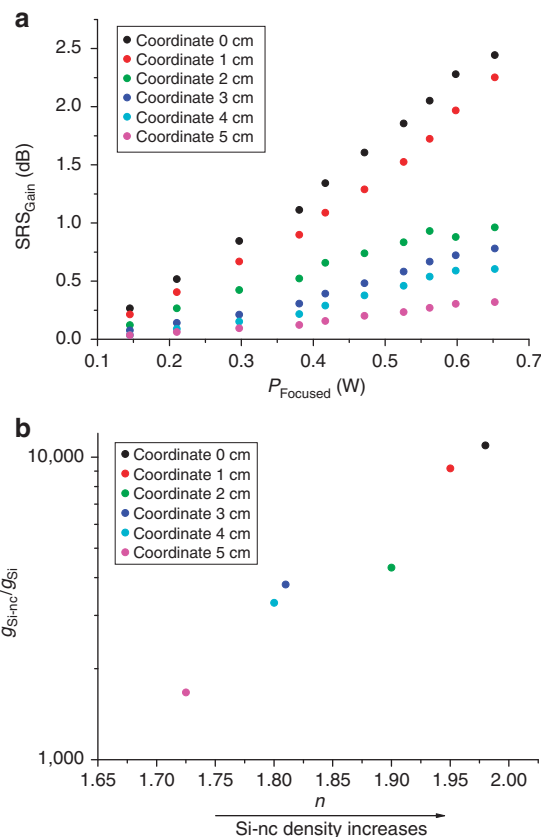 a
2.5
2.0
1.5
1.0
0.5
0.0
SRS_Gain (dB)
Coordinate 0 cm
Coordinate 1 cm
Coordinate 2 cm
Coordinate 3 cm
Coordinate 4 cm
Coordinate 5 cm
0.1 0.2 0.3 0.4 0.5 0.6 0.7
P_Focused (W)
b
10,000
1,000
g_Si-nc/g_Si
Coordinate 0 cm
Coordinate 1 cm
Coordinate 2 cm
Coordinate 3 cm
Coordinate 4 cm
Coordinate 5 cm
1.65 1.70 1.75 1.80 1.85 1.90 1.95 2.00
n
Si-nc density increases